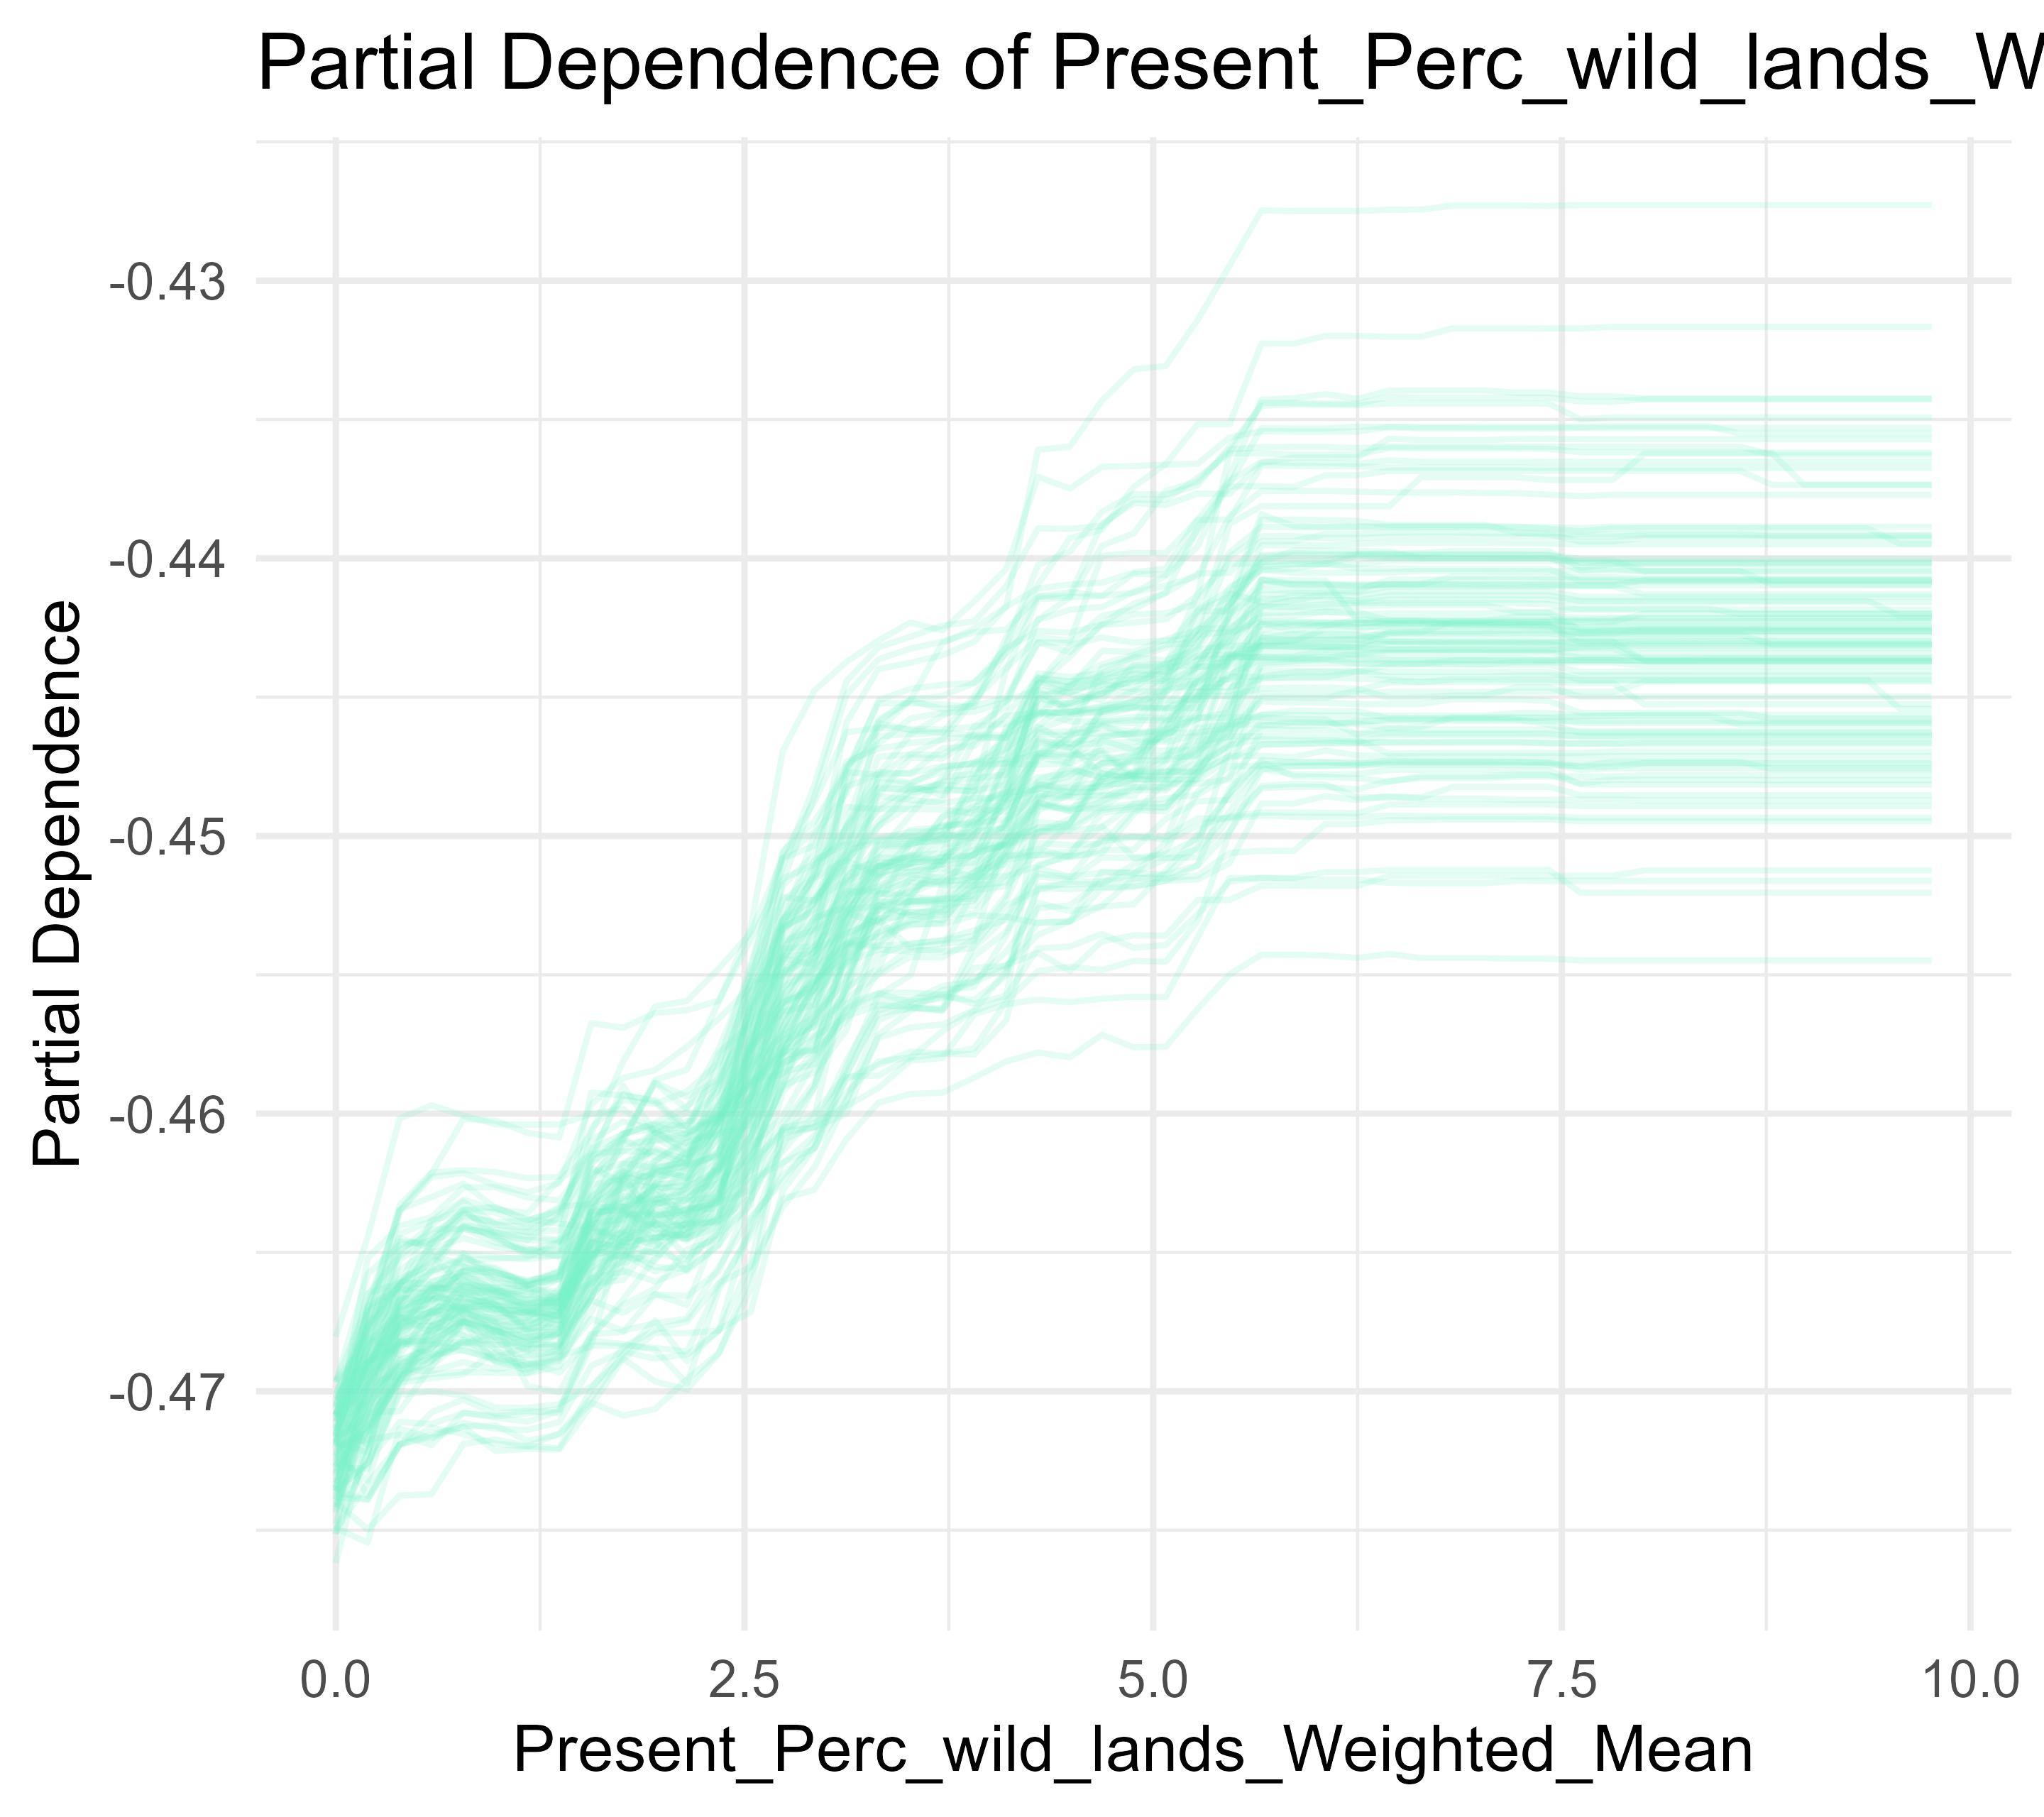 Partial Dependence of Present_Perc_wild_lands_W
-0.43
-0.44
-0.45
-0.46
-0.47
Partial Dependence
0.0 2.5 5.0 7.5 10.0
Present_Perc_wild_lands_Weighted_Mean